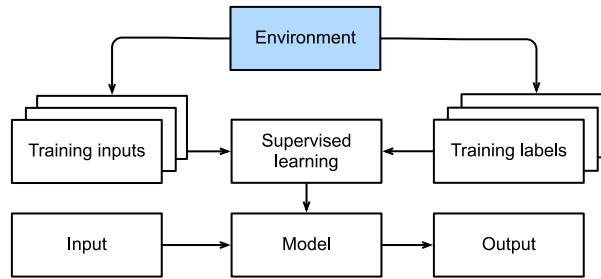 Environment
Training inputs
Supervised
learning
Training labels
Input
Model
Output